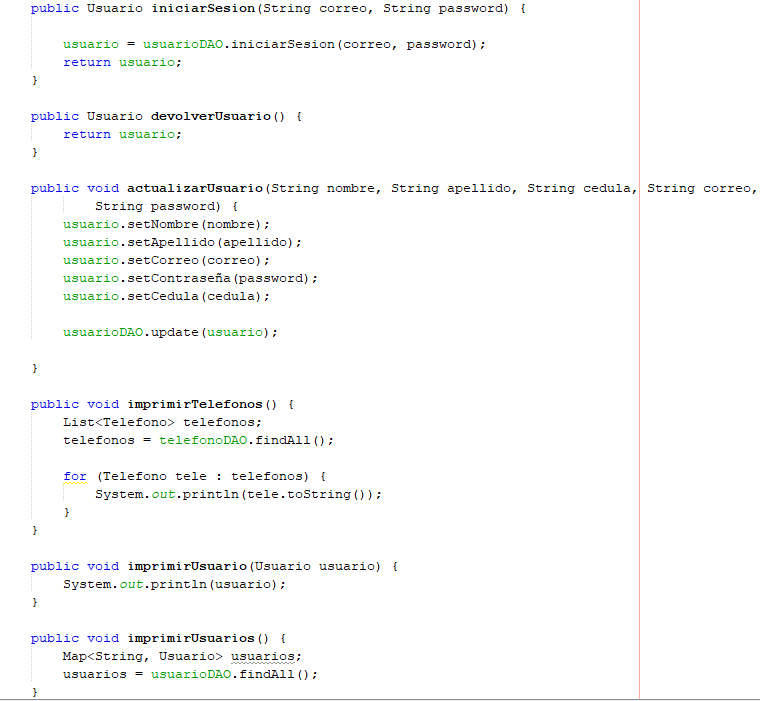 public Usuario iniciarSesion(String correo, String password) {
usuario = usuarioDAO.iniciarSesion(correo, password);
return usuario;
}
public Usuario devolverUsuario() {
return usuario;
}
public void actualizarUsuario(String nombre, String apellido, String cedula, String correo,
String password) {
usuario.setNombre(nombre);
usuario.setApellido(apellido);
usuario.setCorreo(correo);
usuario.setContraseña(password);
usuario.setCedula(cedula);
usuarioDAO.update(usuario);
}
public void imprimirTelefonos() {
List<Telefono> telefonos;
telefonos = telefonoDAO.findAll();
for (Telefono tele : telefonos) {
System.out.println(tele.toString());
}
}
public void imprimirUsuario(Usuario usuario) {
System.out.println(usuario);
}
public void imprimirUsuarios() {
Map<String, Usuario> usuarios;
usuarios = usuarioDAO.findAll();
}